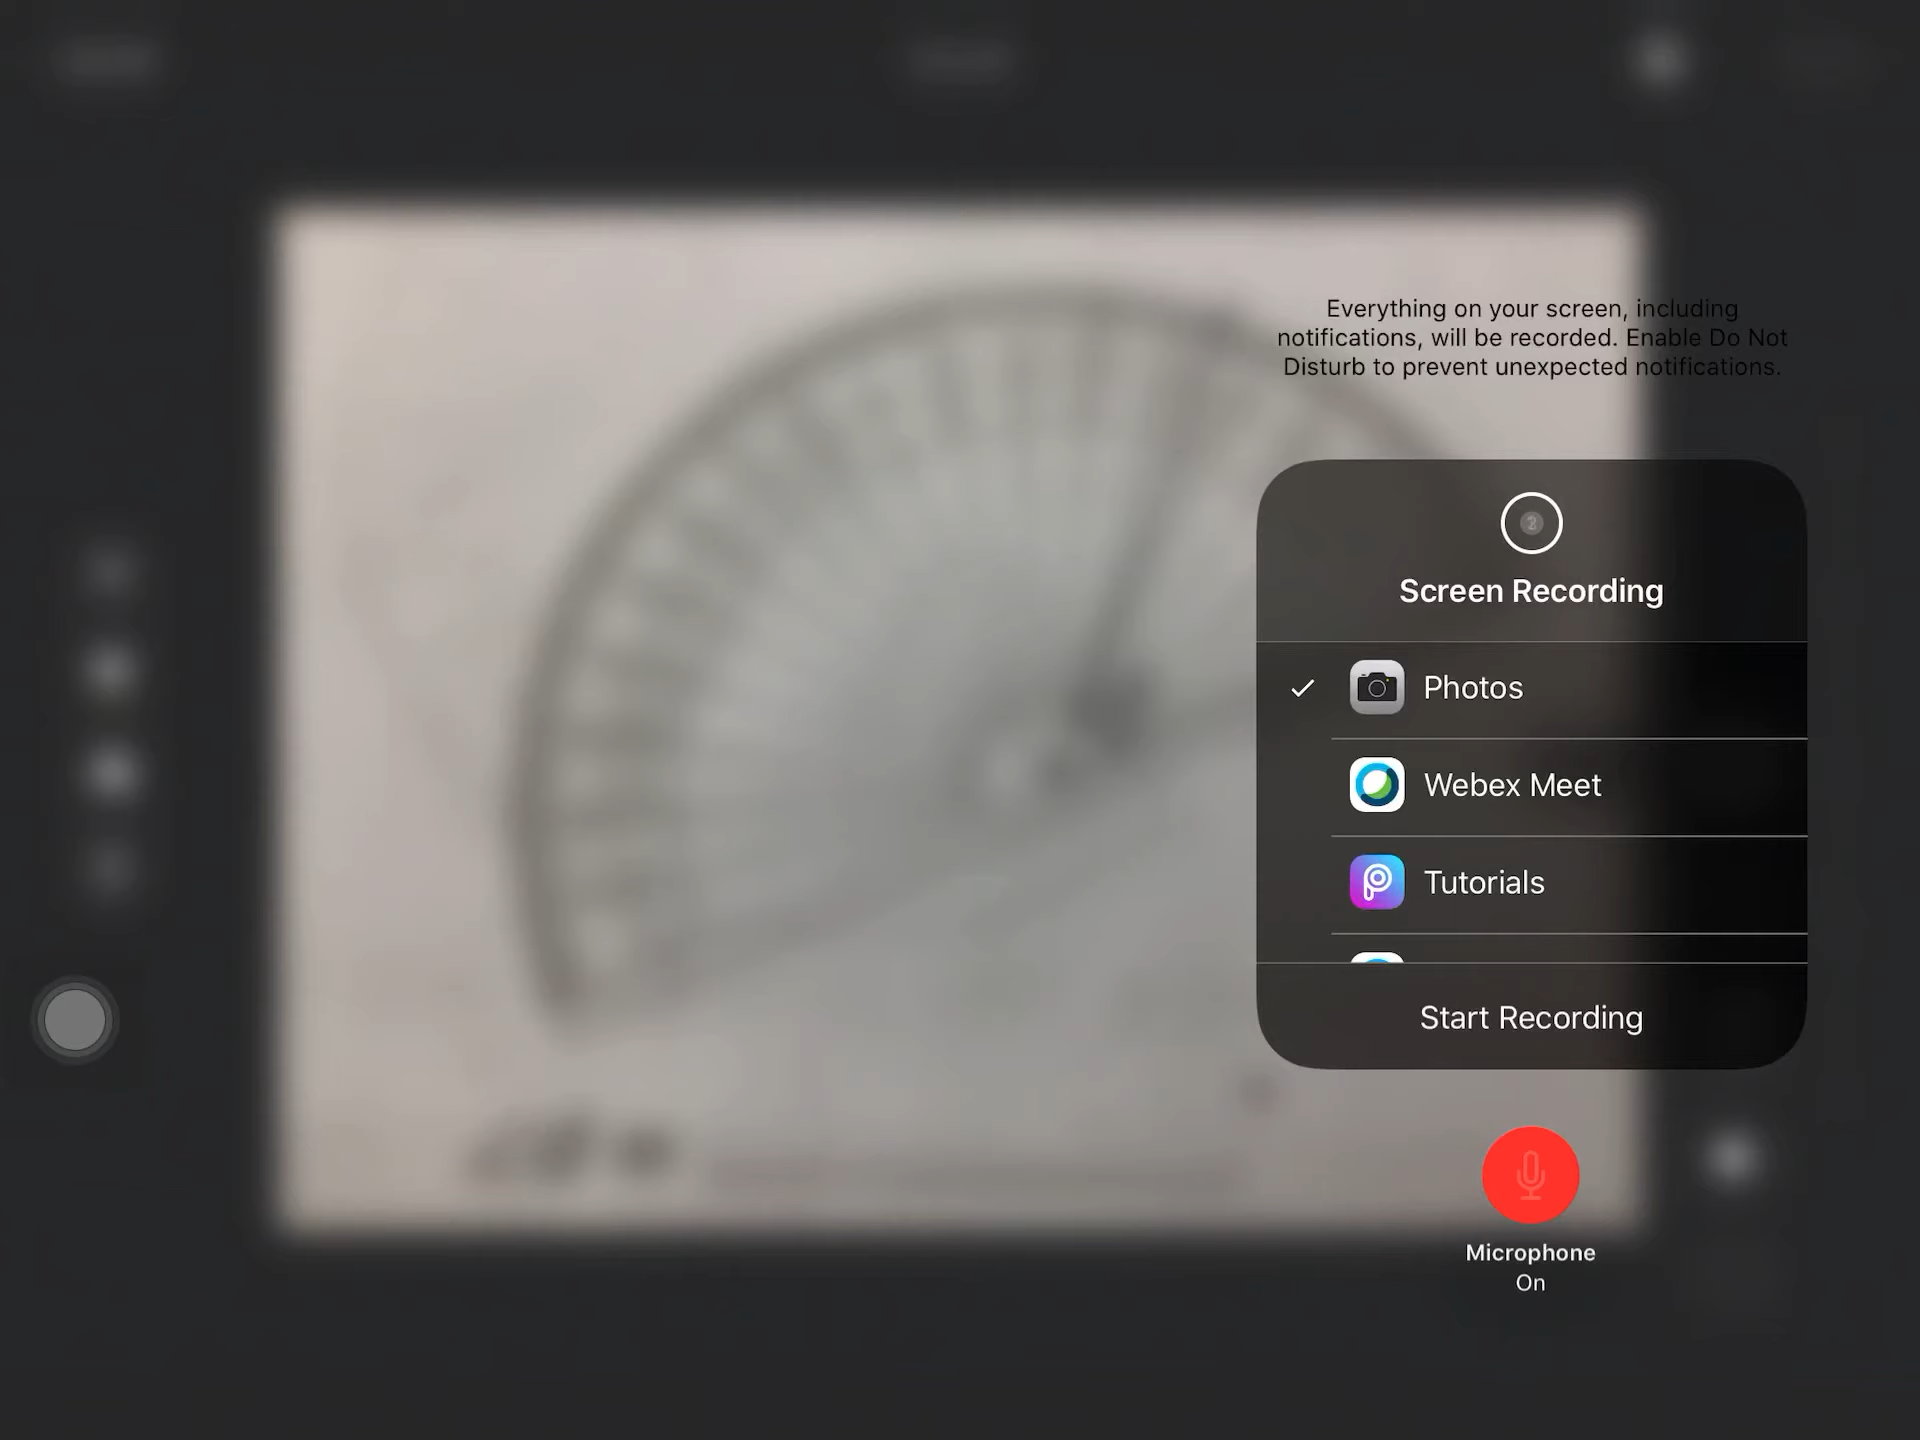 Everything on your screen, including
notifications, will be recorded. Enable Do Not
Disturb to prevent unexpected notifications.
Screen Recording
Photos
Webex Meet
Tutorials
Start Recording
Microphone
On